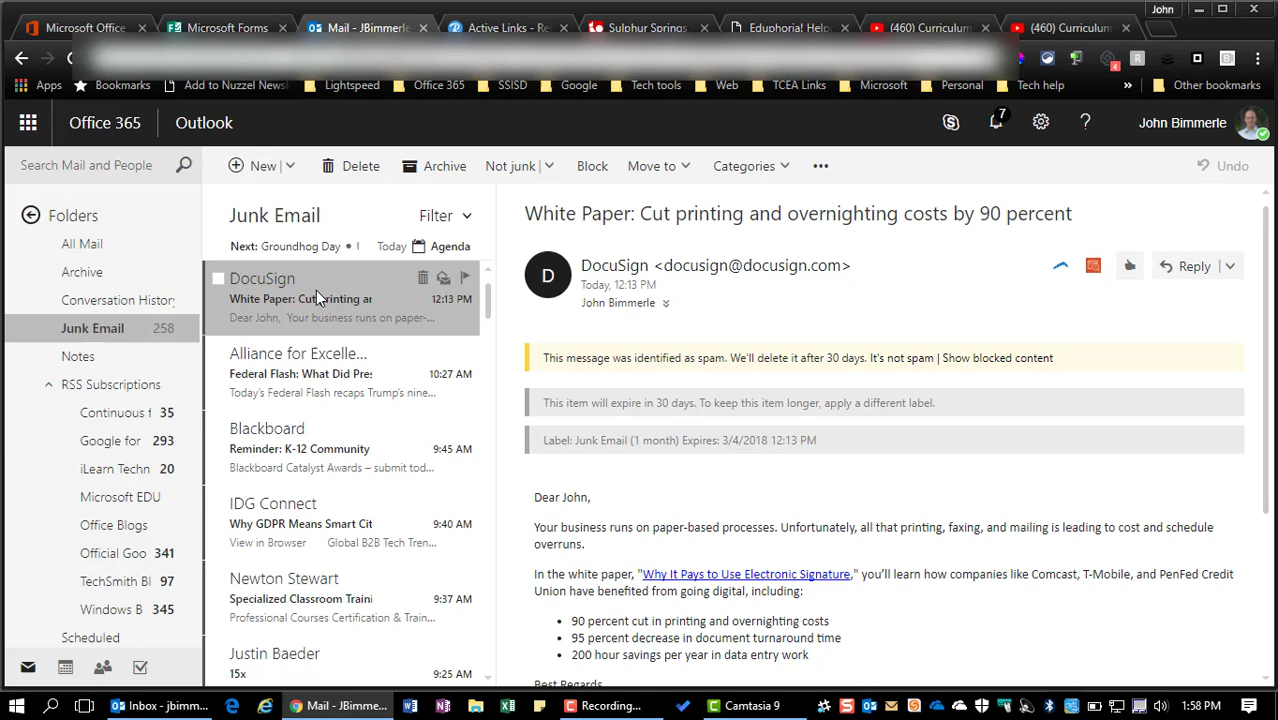 John
Microsoft Office
Microsoft Forms
Mail - JBimmerle
Active Links - Re
Sulphur Springs
Eduphoria! Help
(460) Curriculum
(460) Curriculum
Apps
Bookmarks
Add to Nuzzel Newsl
Lightspeed
Office 365
SSISD
Google
Tech tools
Web
TCEA Links
Microsoft
Personal
Tech help
»
Other bookmarks
Office 365
Outlook
7
?
John Bimmerle
Search Mail and People
New
Delete
Archive
Not junk
Block
Move to
Categories
Undo
Folders
All Mail
Archive
Conversation History
Junk Email 258
Notes
RSS Subscriptions
Continuous f 35
Google for 293
iLearn Techn 20
Microsoft EDU
Office Blogs
Official Goo 341
TechSmith Bl 97
Windows B 345
Scheduled
Junk Email
Filter
Next: Groundhog Day
Today
Agenda
DocuSign
White Paper: Cut printing an 12:13 PM
Dear John, Your business runs on paper-...
Alliance for Excelle...
Federal Flash: What Did Pres 10:27 AM
Today's Federal Flash recaps Trump's nine...
Blackboard
Reminder: K-12 Community 9:45 AM
Blackboard Catalyst Awards – submit tod...
IDG Connect
Why GDPR Means Smart Cit 9:40 AM
View in Browser Global B2B Tech Tren...
Newton Stewart
Specialized Classroom Traini 9:37 AM
Professional Courses Certification & Train...
Justin Baeder
15x 9:25 AM
White Paper: Cut printing and overnighting costs by 90 percent
D
DocuSign <docusign@docusign.com>
Today, 12:13 PM
John Bimmerle
Reply
This message was identified as spam. We'll delete it after 30 days. It's not spam | Show blocked content
This item will expire in 30 days. To keep this item longer, apply a different label.
Label: Junk Email (1 month) Expires: 3/4/2018 12:13 PM
Dear John,
Your business runs on paper-based processes. Unfortunately, all that printing, faxing, and mailing is leading to cost and schedule
overruns.
In the white paper, "Why It Pays to Use Electronic Signature," you'll learn how companies like Comcast, T-Mobile, and PenFed Credit
Union have benefited from going digital, including:
• 90 percent cut in printing and overnighting costs
• 95 percent decrease in document turnaround time
• 200 hour savings per year in data entry work
Best Regards
Inbox - jbimm...
Mail - JBimme...
Recording...
Camtasia 9
1:58 PM